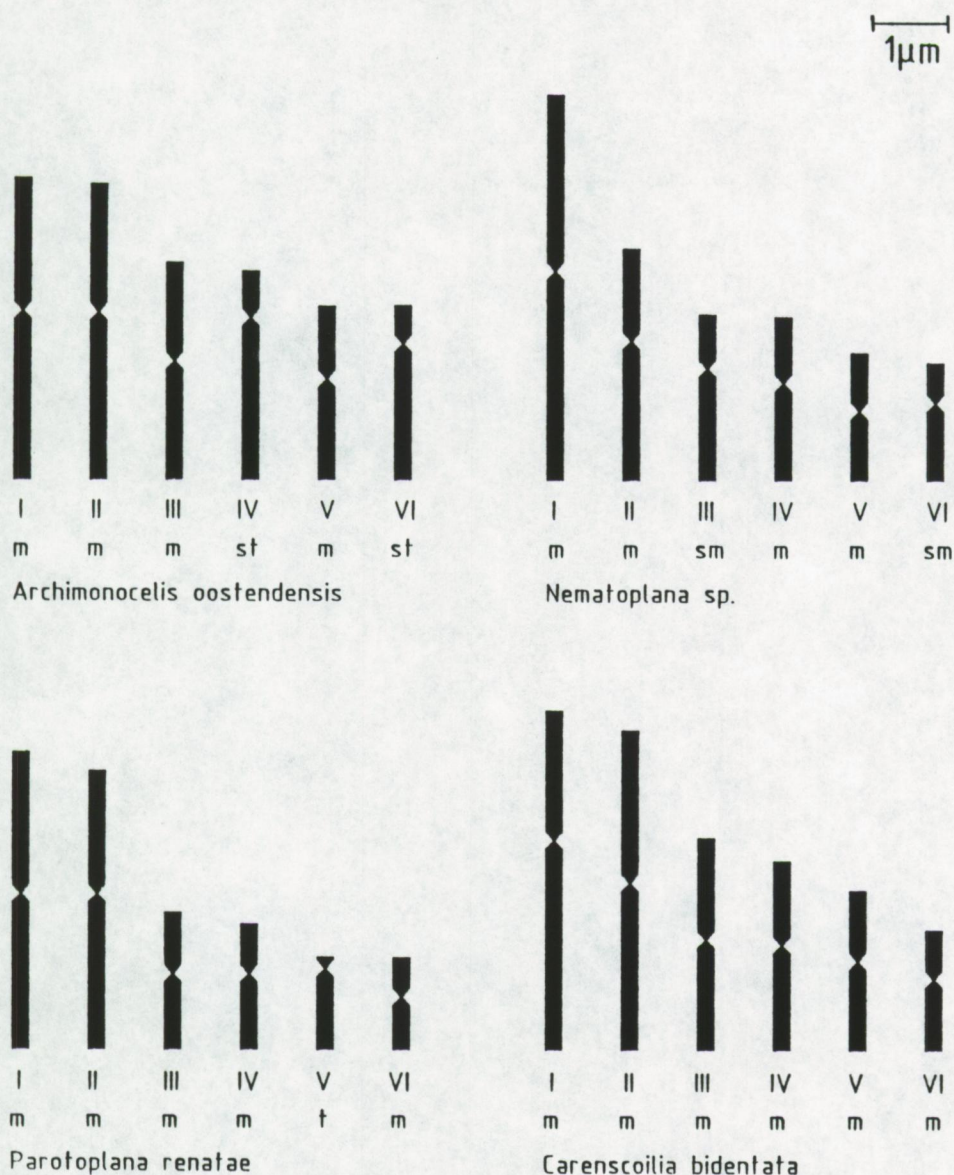 1µm
I II III IV V VI
m m m st m st
Archimonocelis oostendensis
I II III IV V VI
m m sm m m sm
Nematoplana sp.
I II III IV V VI
m m m m t m
Parotoplana renatae
I II III IV V VI
m m m m m m
Carenscoilia bidentata